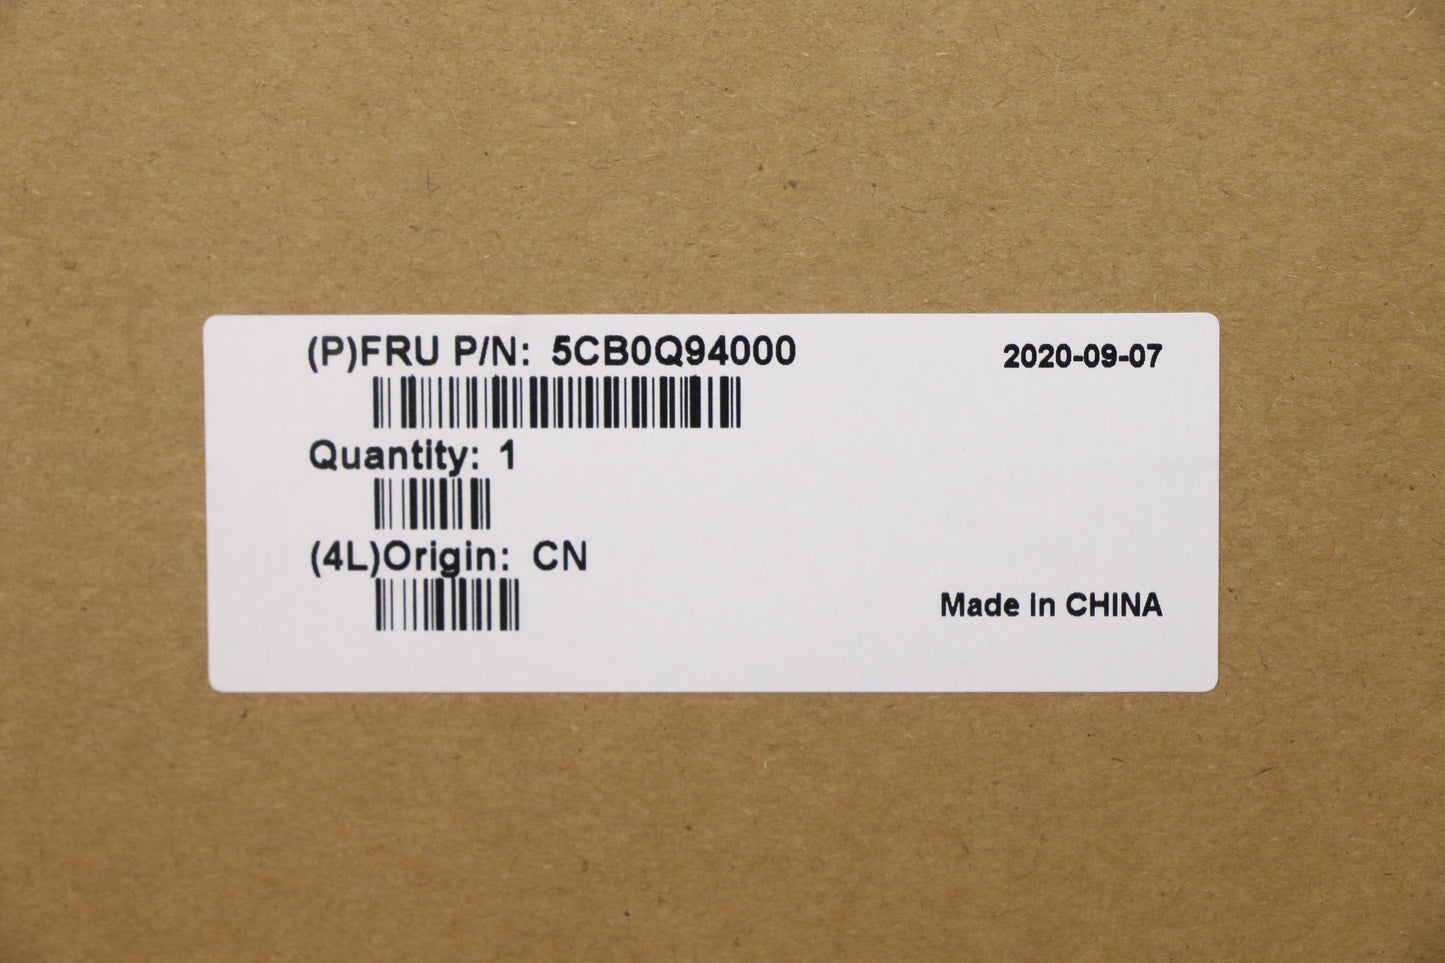 (P)FRU P/N: 5CB0Q94000
2020-09-07
Quantity: 1
(4L)Origin: CN
Made In CHINA